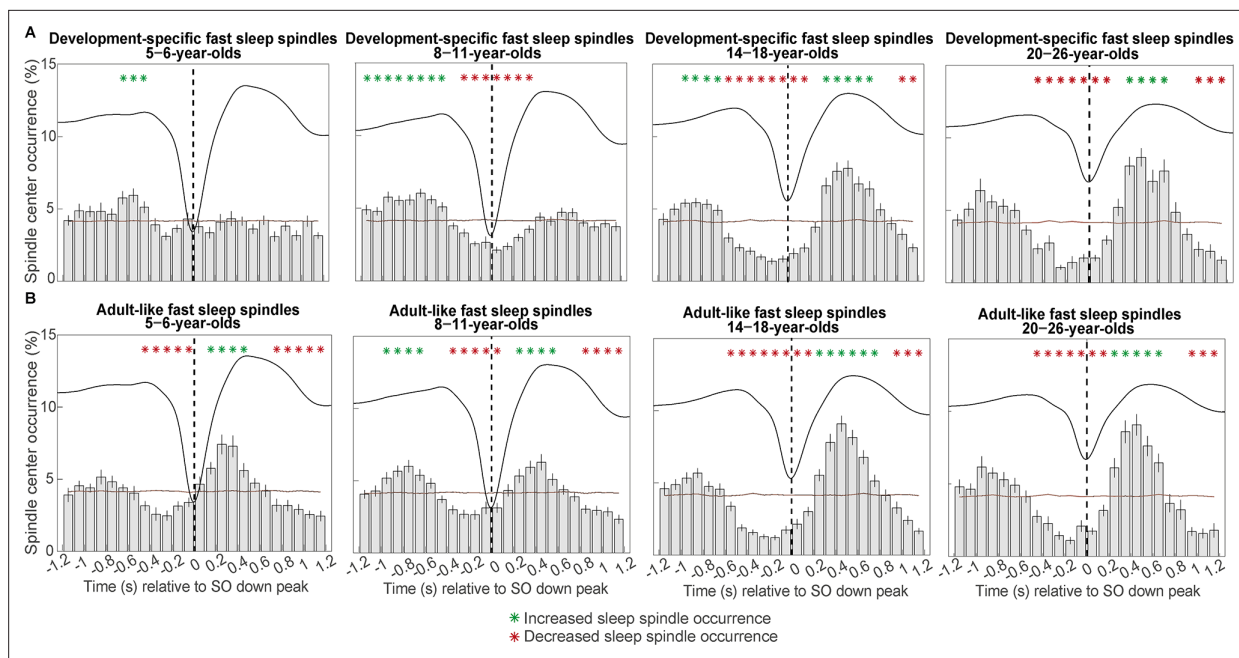 A
Development-specific fast sleep spindles
5–6-year-olds
Development-specific fast sleep spindles
8–11-year-olds
Development-specific fast sleep spindles
14–18-year-olds
Development-specific fast sleep spindles
20–26-year-olds
Spindle center occurrence (%)
15
10
5
0
B
Adult-like fast sleep spindles
5–6-year-olds
Adult-like fast sleep spindles
8–11-year-olds
Adult-like fast sleep spindles
14–18-year-olds
Adult-like fast sleep spindles
20–26-year-olds
Spindle center occurrence (%)
15
10
5
0
-1.2 -1 -0.8 -0.6 -0.4 -0.2 0 0.2 0.4 0.6 0.8 1 1.2
-1.2 -1 -0.8 -0.6 -0.4 -0.2 0 0.2 0.4 0.6 0.8 1 1.2
-1.2 -1 -0.8 -0.6 -0.4 -0.2 0 0.2 0.4 0.6 0.8 1 1.2
-1.2 -1 -0.8 -0.6 -0.4 -0.2 0 0.2 0.4 0.6 0.8 1 1.2
Time (s) relative to SO down peak
Time (s) relative to SO down peak
Time (s) relative to SO down peak
Time (s) relative to SO down peak
Increased sleep spindle occurrence
Decreased sleep spindle occurrence